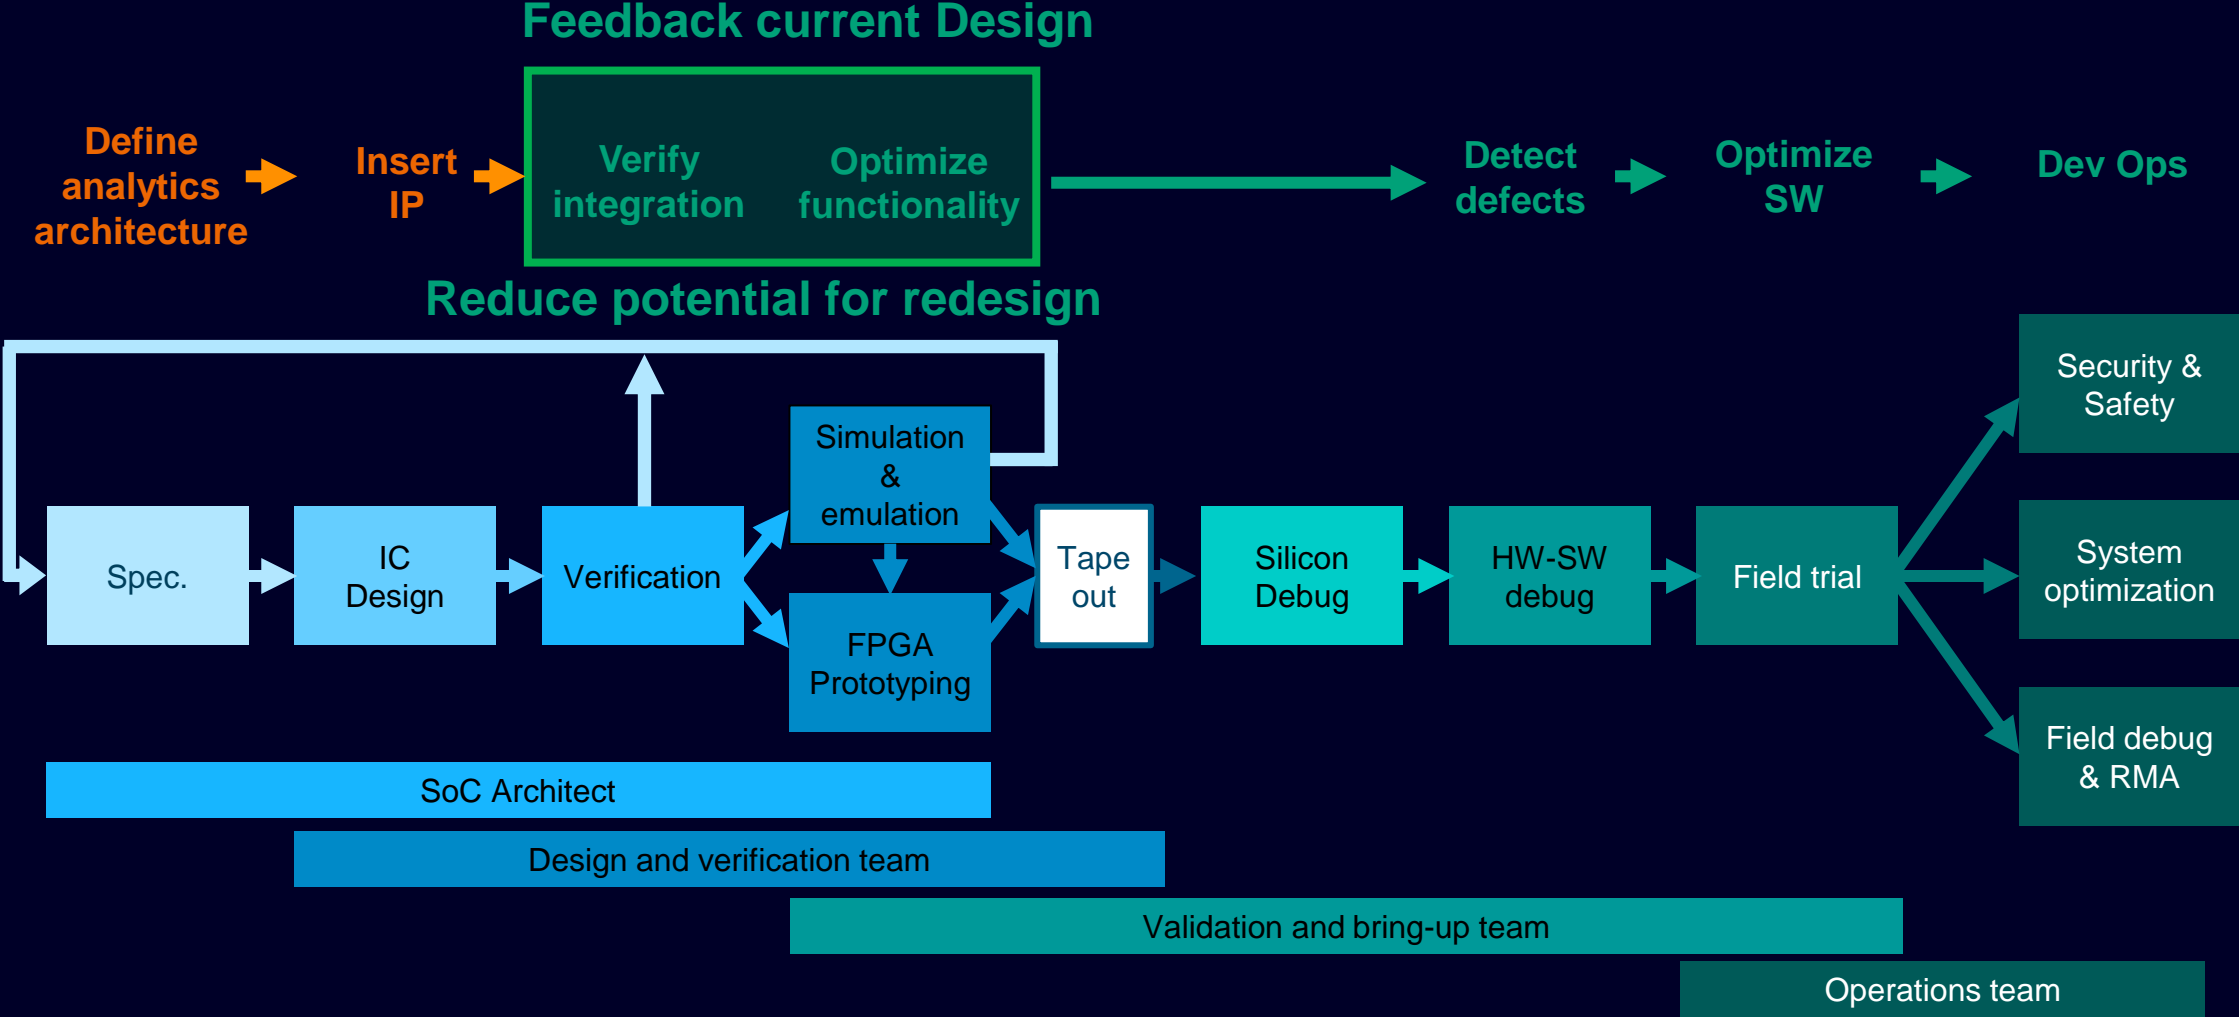 Feedback current Design
Define
analytics
architecture
Insert
IP
Verify
integration
Optimize
functionality
Detect
defects
Optimize
SW
Dev Ops
Reduce potential for redesign
Spec.
IC
Design
Verification
Simulation
&
emulation
FPGA
Prototyping
Tape
out
Silicon
Debug
HW-SW
debug
Field trial
Security &
Safety
System
optimization
Field debug
& RMA
SoC Architect
Design and verification team
Validation and bring-up team
Operations team